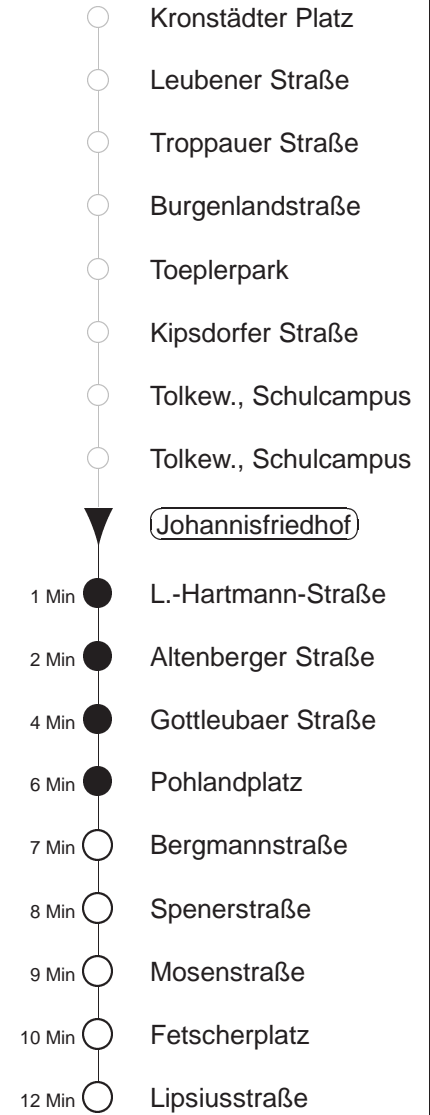 Kronstädter Platz
Leubener Straße
Troppauer Straße
Burgenlandstraße
Toeplerpark
Kipsdorfer Straße
Tolkew., Schulcampus
Tolkew., Schulcampus
Johannisfriedhof
1 Min L.-Hartmann-Straße
2 Min Altenberger Straße
4 Min Gottleubaer Straße
6 Min Pohlandplatz
7 Min Bergmannstraße
8 Min Spenerstraße
9 Min Mosenstraße
10 Min Fetscherplatz
12 Min Lipsiusstraße